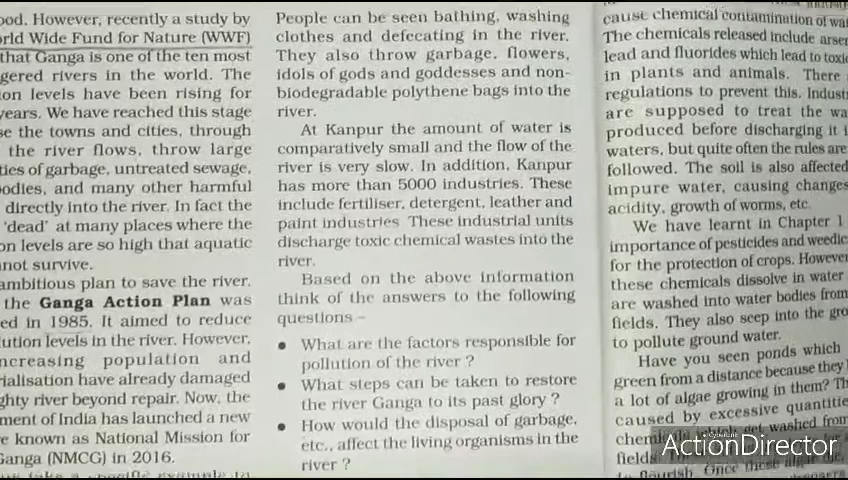 ood. However, recently a study by
orld Wide Fund for Nature (WWF)
that Ganga is one of the ten most
gered rivers in the world. The
on levels have been rising for
years. We have reached this stage
se the towns and cities, through
the river flows, throw large
ties of garbage, untreated sewage,
odies, and many other harmful
directly into the river. In fact the
'dead' at many places where the
on levels are so high that aquatic
not survive.
ambitious plan to save the river.
the Ganga Action Plan was
ed in 1985. It aimed to reduce
ution levels in the river. However,
ncreasing population and
rialisation have already damaged
ghty river beyond repair. Now, the
ment of India has launched a new
e known as National Mission for
Ganga (NMCG) in 2016.
People can be seen bathing, washing
clothes and defecating in the river.
They also throw garbage, flowers,
idols of gods and goddesses and non-
biodegradable polythene bags into the
river.
At Kanpur the amount of water is
comparatively small and the flow of the
river is very slow. In addition, Kanpur
has more than 5000 industries. These
include fertiliser, detergent, leather and
paint industries These industrial units
discharge toxic chemical wastes into the
river.
Based on the above information
think of the answers to the following
questions –
• What are the factors responsible for
pollution of the river ?
• What steps can be taken to restore
the river Ganga to its past glory ?
• How would the disposal of garbage,
etc., affect the living organisms in the
river ?
cause chemical contamination of wat
The chemicals released include arser
lead and fluorides which lead to toxic
in plants and animals. There
regulations to prevent this. Industr
are supposed to treat the wa
produced before discharging it i
waters, but quite often the rules are
followed. The soil is also affected
impure water, causing changes
acidity, growth of worms, etc.
We have learnt in Chapter 1
importance of pesticides and weedic
for the protection of crops. However
these chemicals dissolve in water
are washed into water bodies from
fields. They also seep into the gro
to pollute ground water.
Have you seen ponds which
green from a distance because they
a lot of algae growing in them? Th
caused by excessive quantitie
get washed from
fields
to flourish. Once these
CyberLink
ActionDirector